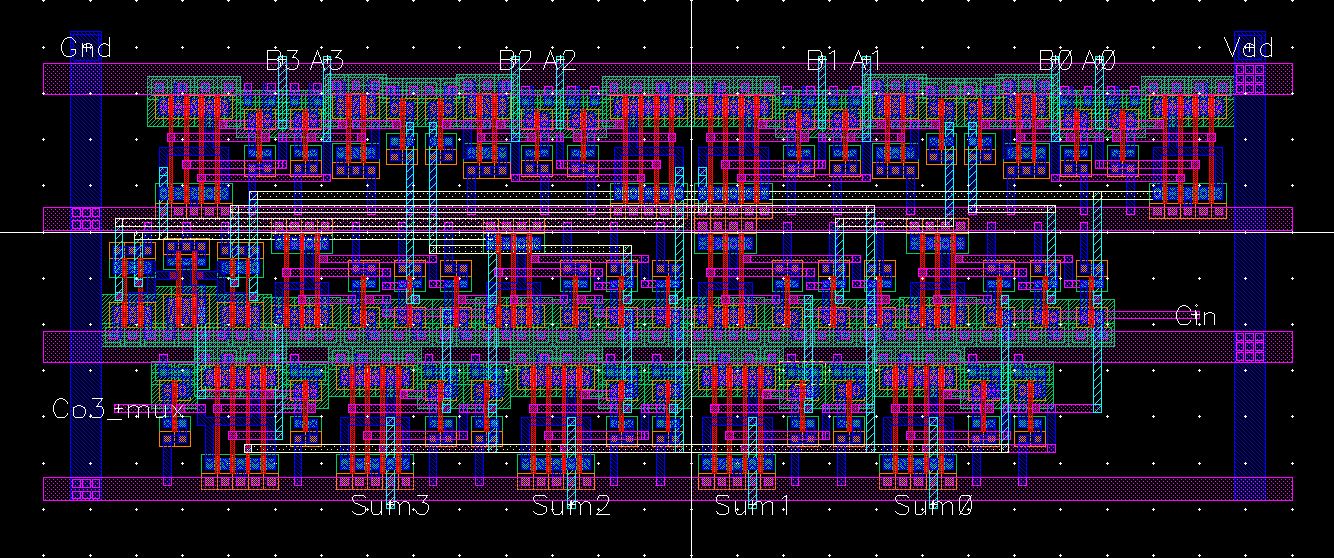 Gnd B3 A3 B2 A2 B1 A1 B0 A0 Vdd
Cin
Co3_mux
Sum3 Sum2 Sum1 Sum0